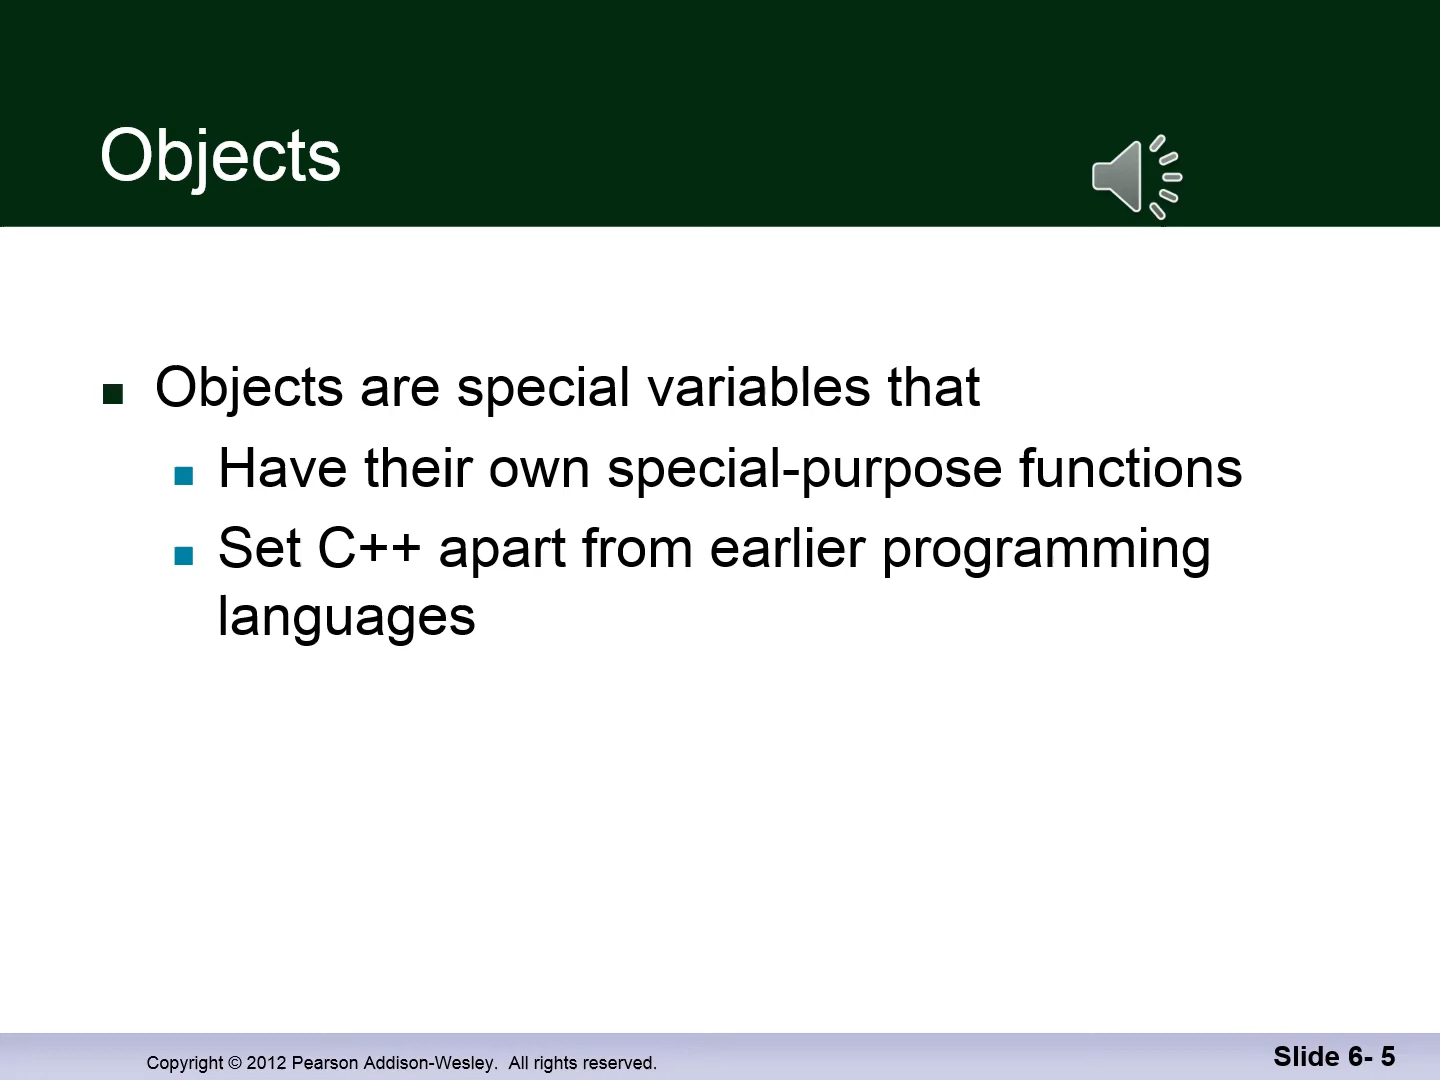 Objects
Objects are special variables that
Have their own special-purpose functions
Set C++ apart from earlier programming
languages
Copyright © 2012 Pearson Addison-Wesley.  All rights reserved.
Slide 6- 5